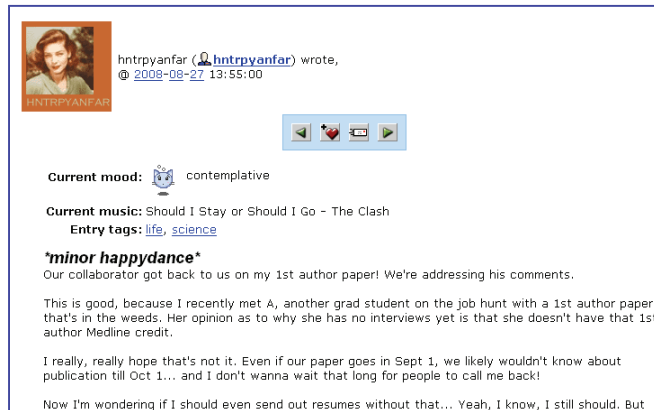 HNTRPYANFAR
hntrpyanfar (hntrpyanfar) wrote,
@ 2008-08-27 13:55:00
Current mood: contemplative
Current music: Should I Stay or Should I Go - The Clash
Entry tags: life, science
*minor happydance*
Our collaborator got back to us on my 1st author paper! We're addressing his comments.
This is good, because I recently met A, another grad student on the job hunt with a 1st author paper
that's in the weeds. Her opinion as to why she has no interviews yet is that she doesn't have that 1st
author Medline credit.
I really, really hope that's not it. Even if our paper goes in Sept 1, we likely wouldn't know about
publication till Oct 1... and I don't wanna wait that long for people to call me back!
Now I'm wondering if I should even send out resumes without that... Yeah, I know, I still should. But